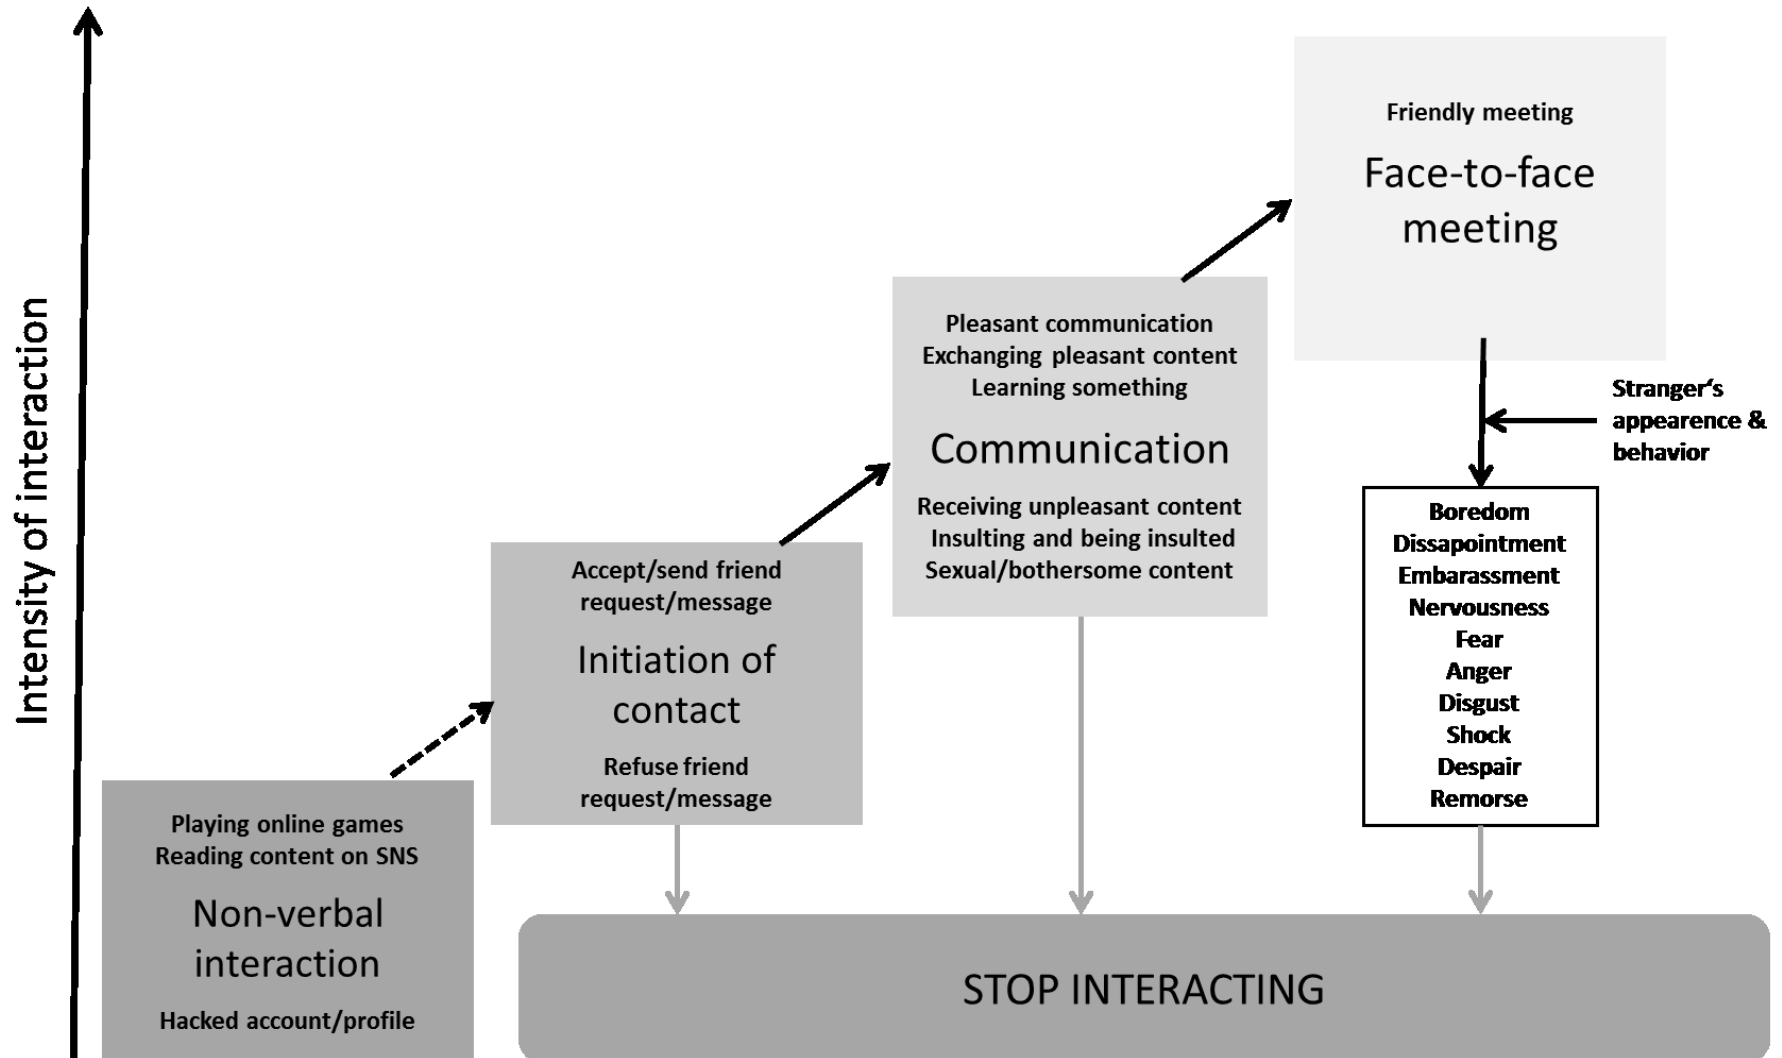 Intensity of interaction
Friendly meeting
Face-to-face
meeting
Stranger‘s
appearence &
behavior
Pleasant communication
Exchanging pleasant content
Learning something
Communication
Receiving unpleasant content
Insulting and being insulted
Sexual/bothersome content
Boredom
Dissapointment
Embarassment
Nervousness
Fear
Anger
Disgust
Shock
Despair
Remorse
Accept/send friend
request/message
Initiation of
contact
Refuse friend
request/message
Playing online games
Reading content on SNS
Non-verbal
interaction
Hacked account/profile
STOP INTERACTING